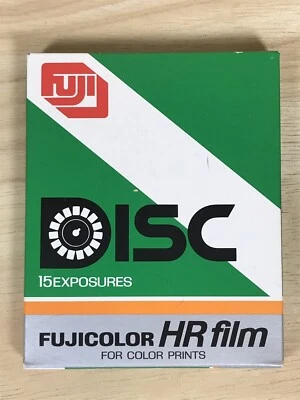 FUJI
DISC
15EXPOSURES
FUJICOLOR HR film
FOR COLOR PRINTS